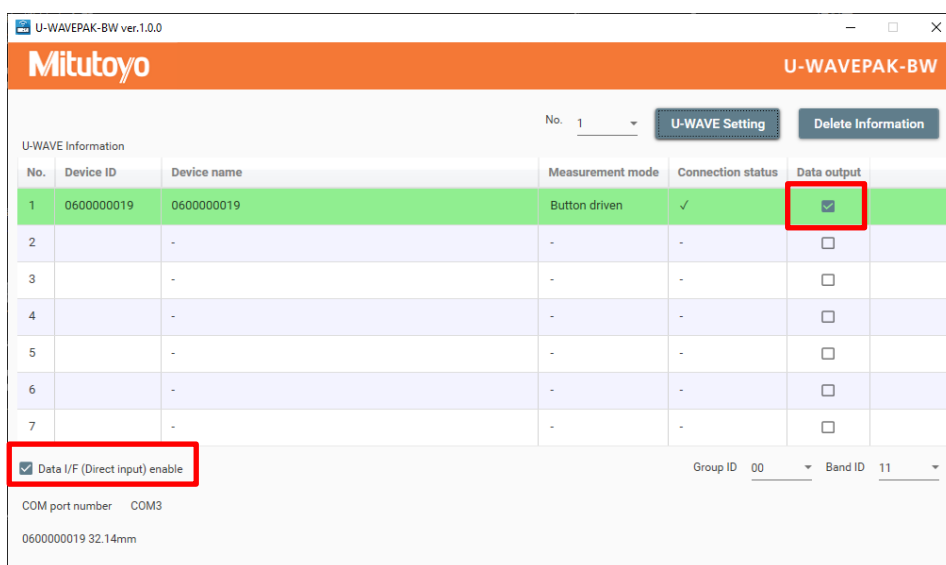 U-WAVEPAK-BW ver.1.0.0
Mitutoyo U-WAVEPAK-BW
No. 1 U-WAVE Setting Delete Information
U-WAVE Information
No. Device ID Device name Measurement mode Connection status Data output
1 0600000019 0600000019 Button driven ✓
2 - - -
3 - - -
4 - - -
5 - - -
6 - - -
7 - - -
Data I/F (Direct input) enable Group ID 00 Band ID 11
COM port number COM3
0600000019 32.14mm